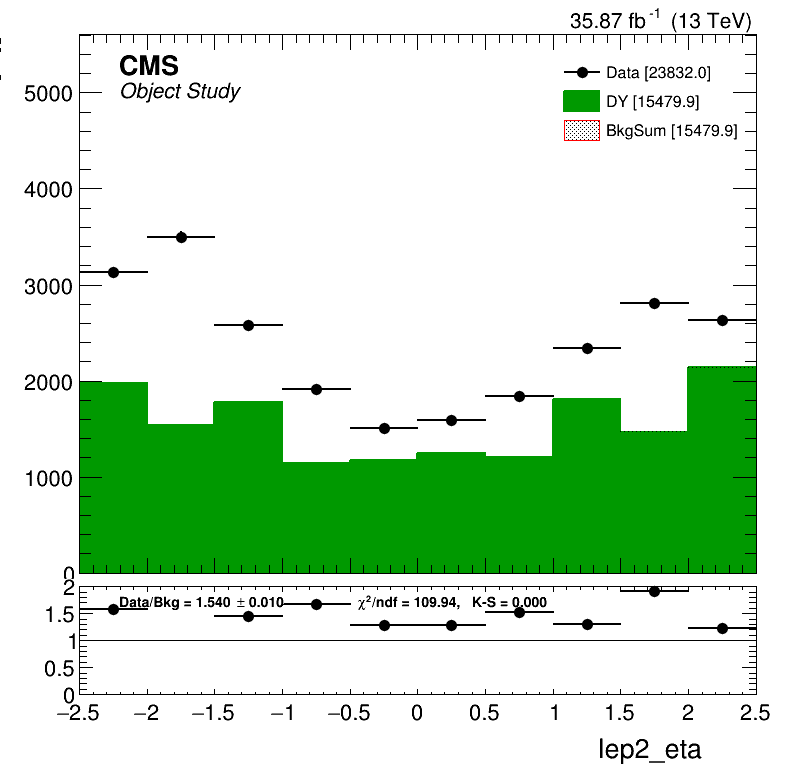 35.87 fb⁻¹ (13 TeV)
CMS
Object Study
Data [23832.0]
DY [15479.9]
BkgSum [15479.9]
5000
4000
3000
2000
1000
0
2
Data/Bkg = 1.540 ± 0.010
χ²/ndf = 109.94, K-S = 0.000
1.5
1
0.5
0
−2.5 −2 −1.5 −1 −0.5 0 0.5 1 1.5 2 2.5
lep2_eta